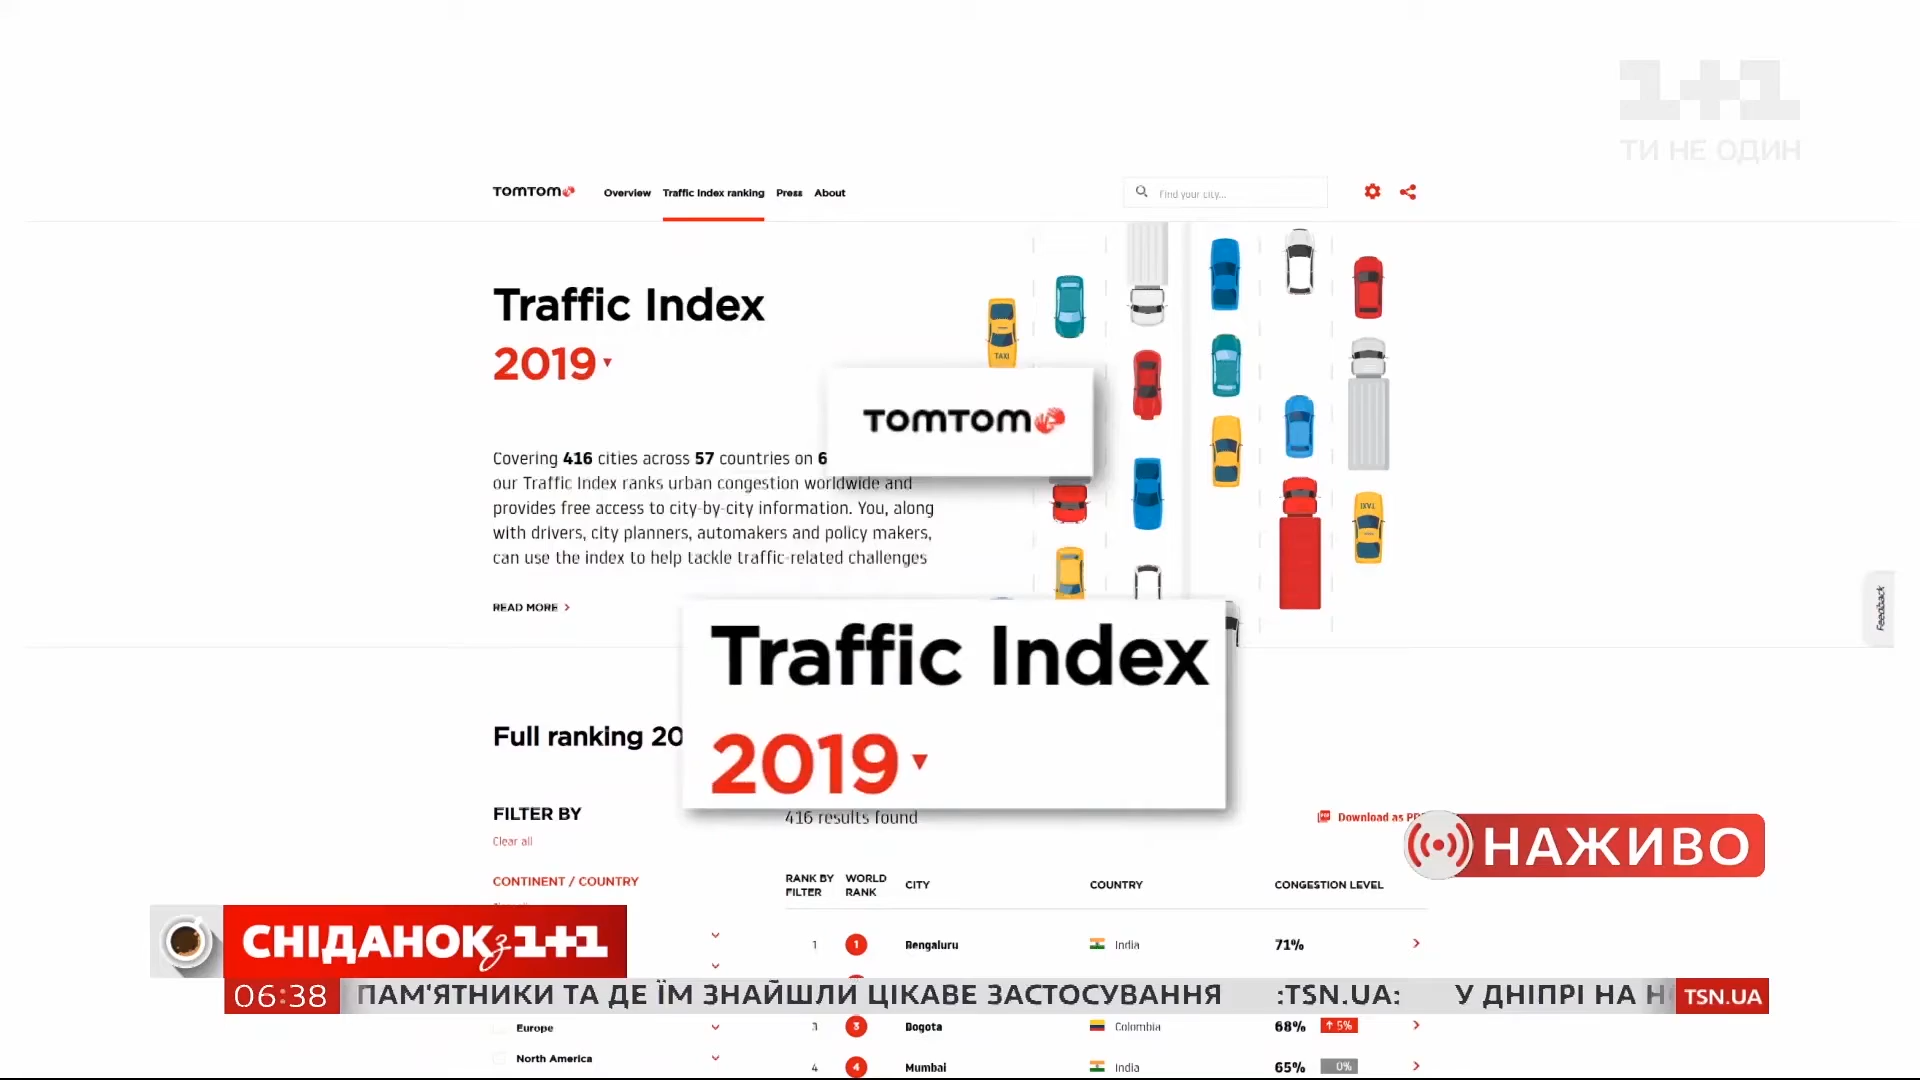 1+1
ТИ НЕ ОДИН
TOMTOM Overview Traffic Index ranking Press About Find your city...
Traffic Index
2019
TAXI
TOMTOM
Covering 416 cities across 57 countries on 6
our Traffic Index ranks urban congestion worldwide and
provides free access to city-by-city information. You, along
with drivers, city planners, automakers and policy makers,
can use the index to help tackle traffic-related challenges
TAXI
READ MORE
Feedback
Traffic Index
2019
Full ranking 20
FILTER BY
416 results found
Download as PD
Clear all
НАЖИВО
CONTINENT / COUNTRY
RANK BY FILTER WORLD RANK CITY COUNTRY CONGESTION LEVEL
1 1 Bengaluru India 71%
СНІДАНОК з 1+1
06:38 ПАМ'ЯТНИКИ ТА ДЕ ЇМ ЗНАЙШЛИ ЦІКАВЕ ЗАСТОСУВАННЯ :TSN.UA: У ДНІПРІ НА TSN.UA
Europe
3 3 Bogota Colombia 68% 5%
North America
4 4 Mumbai India 65% 0%